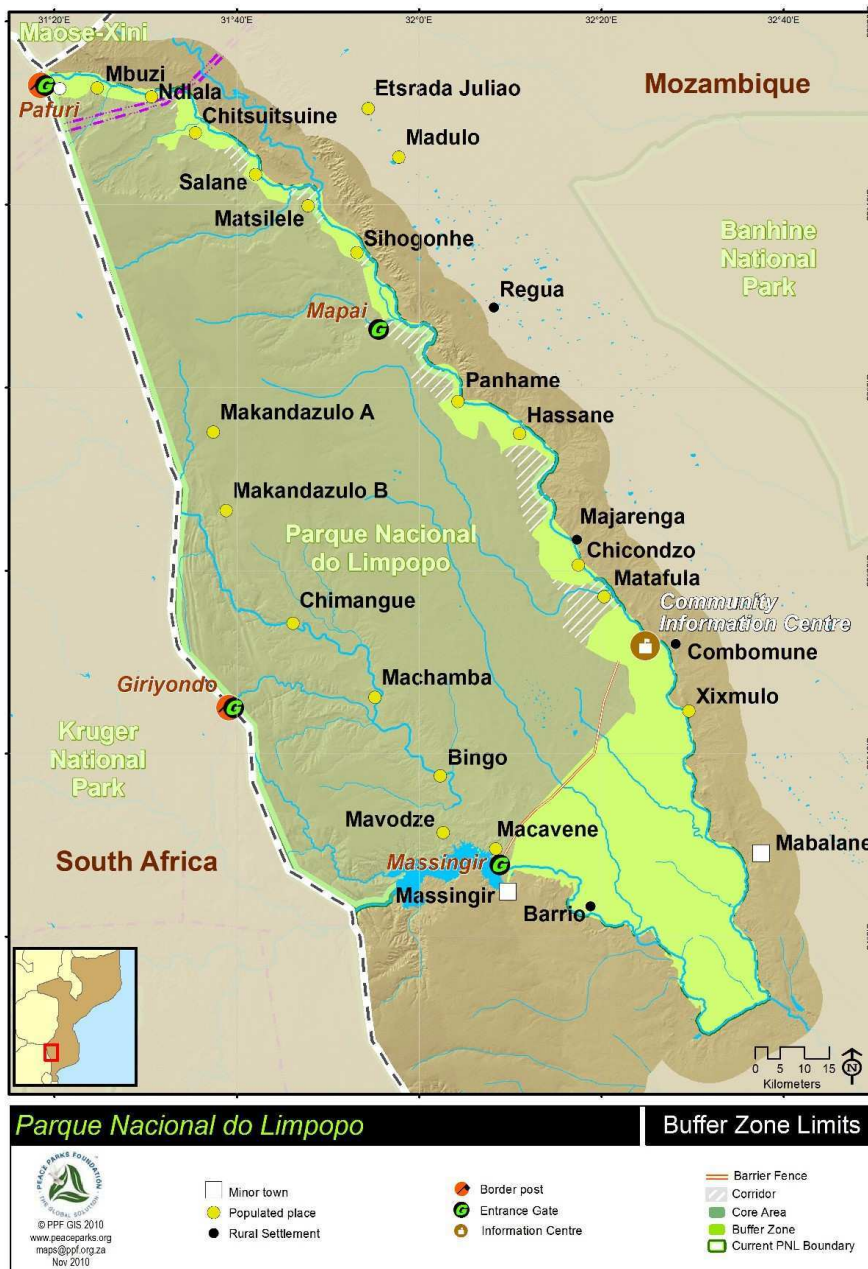 31°20'E
31°40'E
32°0'E
32°20'E
32°40'E
Maose-Xini
Mbuzi
Ndlala
Pafuri
Chitsuitsuine
Etsrada Juliao
Mozambique
Madulo
Salane
Matsilele
Sihogonhe
Banhine
National
Park
Regua
Mapai
Panhame
Makandazulo A
Hassane
Makandazulo B
Majarenga
Parque Nacional
do Limpopo
Chicondzo
Matafula
Chimangue
Community
Information Centre
Combomune
Giriyondo
Machamba
Xixmulo
Kruger
National
Park
Bingo
Mavodze
Macavene
Mabalane
South Africa
Massingir
Massingir
Barrio
0 5 10 15
Kilometers
N
Parque Nacional do Limpopo
Buffer Zone Limits
PEACE PARKS FOUNDATION
THE GLOBAL SOLUTION
© PPF GIS 2010
www.peaceparks.org
maps@ppf.org.za
Nov 2010
Minor town
Populated place
Rural Settlement
Border post
G Entrance Gate
Information Centre
Barrier Fence
Corridor
Core Area
Buffer Zone
Current PNL Boundary